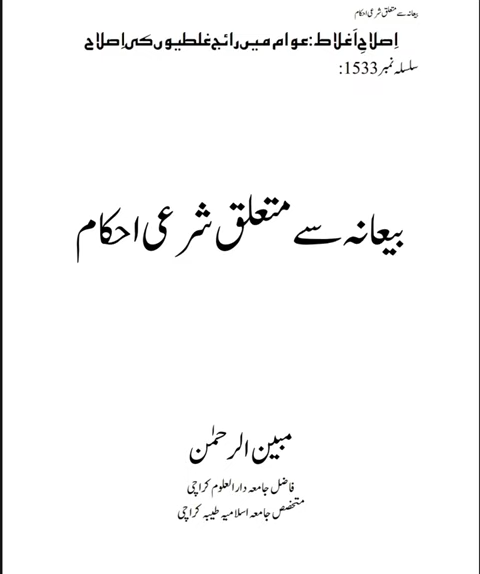 بیعانہ سے متعلق شرعی احکام
اِصلاحِ اَغلاط: عوام میں رائج غلطیوں کی اِصلاح
سلسلہ نمبر 1533:
بیعانہ سے متعلق شرعی احکام
مبین الرحمٰن
فاضل جامعہ دار العلوم کراچی
متخصص جامعہ اسلامیہ طیبہ کراچی